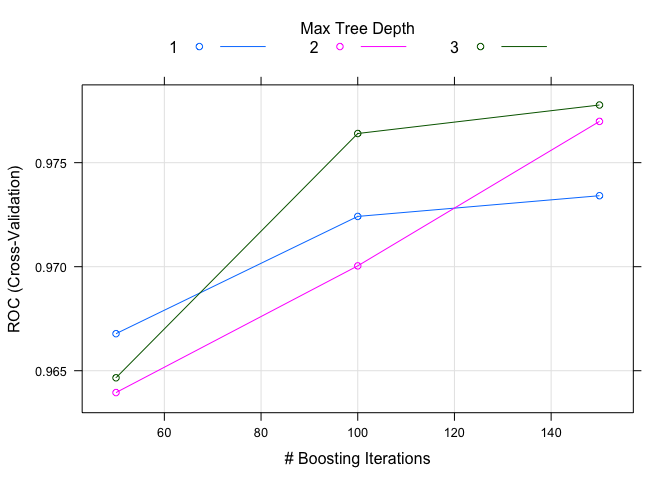 Max Tree Depth
1 2 3
ROC (Cross-Validation)
0.975
0.970
0.965
60 80 100 120 140
# Boosting Iterations